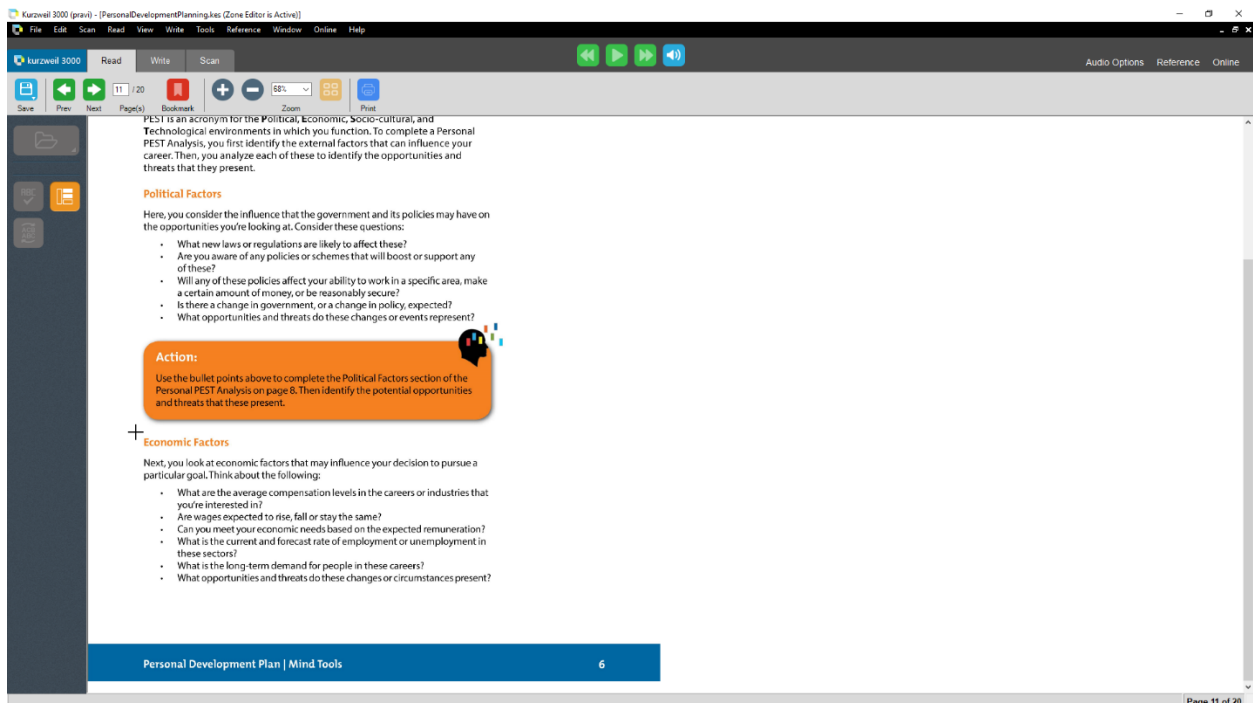 Kurzweil 3000 (pravi) - [PersonalDevelopmentPlanning.kes (Zone Editor is Active)]
File Edit Scan Read View Write Tools Reference Window Online Help
kurzweil 3000 Read Write Scan Audio Options Reference Online
11 / 20 68%
Save Prev Next Page(s) Bookmark Zoom Print
PEST is an acronym for the Political, Economic, Socio-cultural, and
Technological environments in which you function. To complete a Personal
PEST Analysis, you first identify the external factors that can influence your
career. Then, you analyze each of these to identify the opportunities and
threats that they present.
Political Factors
Here, you consider the influence that the government and its policies may have on
the opportunities you're looking at. Consider these questions:
• What new laws or regulations are likely to affect these?
• Are you aware of any policies or schemes that will boost or support any
of these?
• Will any of these policies affect your ability to work in a specific area, make
a certain amount of money, or be reasonably secure?
• Is there a change in government, or a change in policy, expected?
• What opportunities and threats do these changes or events represent?
Action:
Use the bullet points above to complete the Political Factors section of the
Personal PEST Analysis on page 8. Then identify the potential opportunities
and threats that these present.
Economic Factors
Next, you look at economic factors that may influence your decision to pursue a
particular goal. Think about the following:
• What are the average compensation levels in the careers or industries that
you're interested in?
• Are wages expected to rise, fall or stay the same?
• Can you meet your economic needs based on the expected remuneration?
• What is the current and forecast rate of employment or unemployment in
these sectors?
• What is the long-term demand for people in these careers?
• What opportunities and threats do these changes or circumstances present?
Personal Development Plan | Mind Tools 6
Page 11 of 20